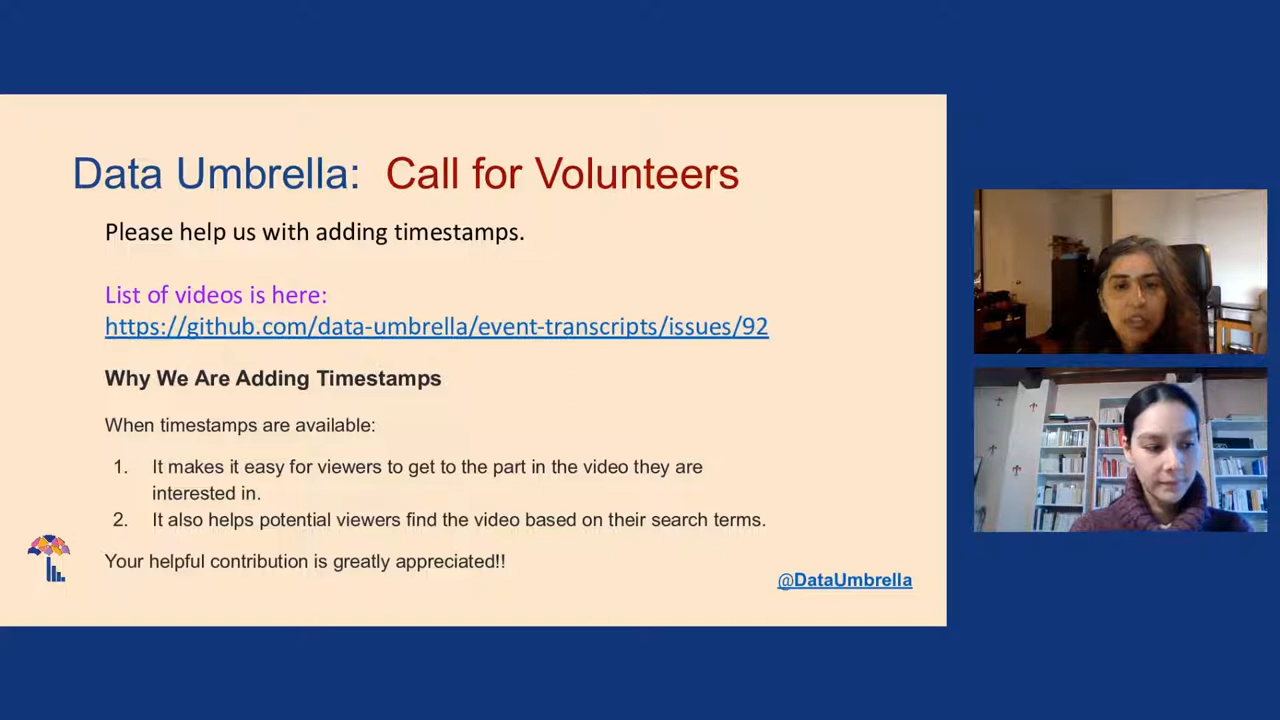 Data Umbrella: Call for Volunteers
Please help us with adding timestamps.
List of videos is here:
https://github.com/data-umbrella/event-transcripts/issues/92
Why We Are Adding Timestamps
When timestamps are available:
1. It makes it easy for viewers to get to the part in the video they are
interested in.
2. It also helps potential viewers find the video based on their search terms.
Your helpful contribution is greatly appreciated!!
@DataUmbrella